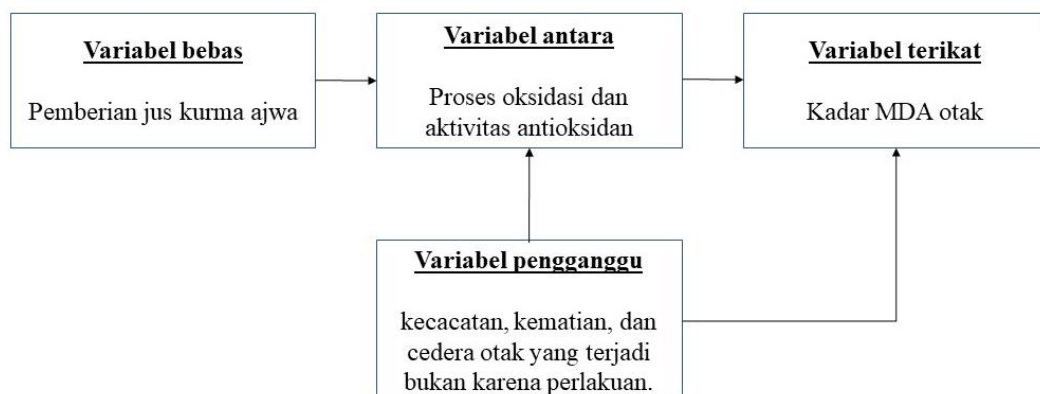 Variabel bebas
Pemberian jus kurma ajwa
Variabel antara
Proses oksidasi dan
aktivitas antioksidan
Variabel terikat
Kadar MDA otak
Variabel pengganggu
kecacatan, kematian, dan
cedera otak yang terjadi
bukan karena perlakuan.